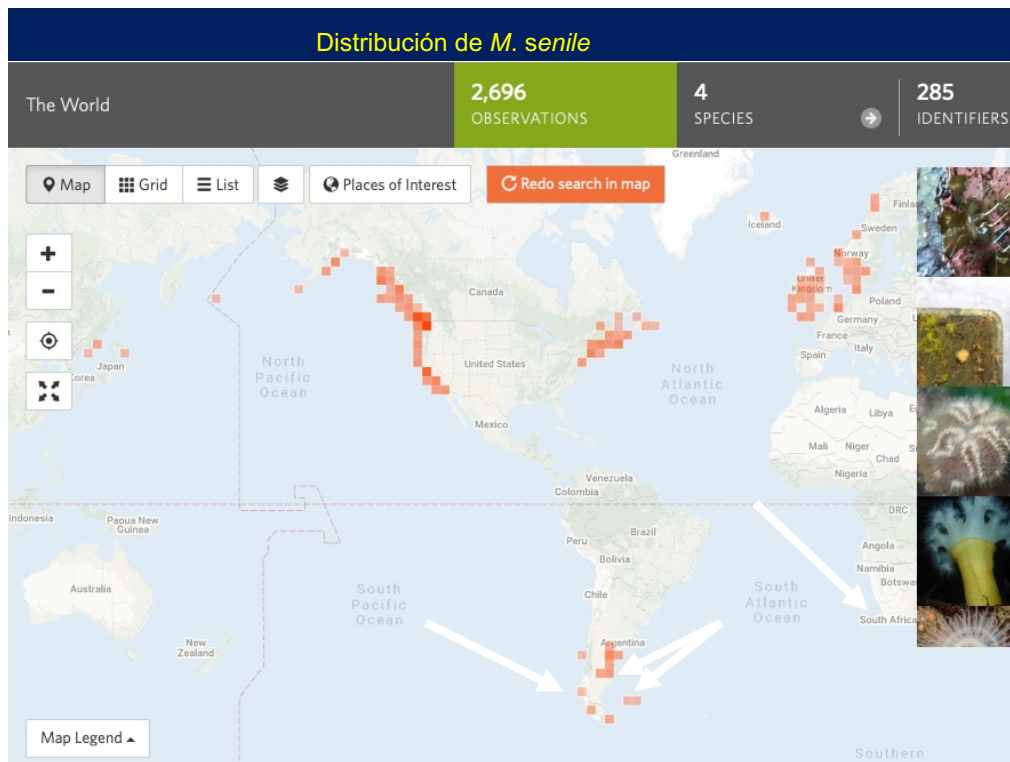 Distribución de M. senile
The World
2,696
OBSERVATIONS
4
SPECIES
285
IDENTIFIERS
Map
Grid
List
Places of Interest
Redo search in map
Greenland
Iceland
Sweden
Norway
United
Kingdom
Poland
Germany
France
Spain
Italy
Canada
United States
North
Pacific
Ocean
North
Atlantic
Ocean
Japan
Mexico
Algeria
Libya
Mali
Niger
Chad
Nigeria
Venezuela
Colombia
DRC
Indonesia
Papua New
Guinea
Peru
Brazil
Bolivia
Angola
Namibia
Australia
South
Pacific
Ocean
Chile
South
Atlantic
Ocean
South Africa
New
Zealand
Argentina
Map Legend
Southern